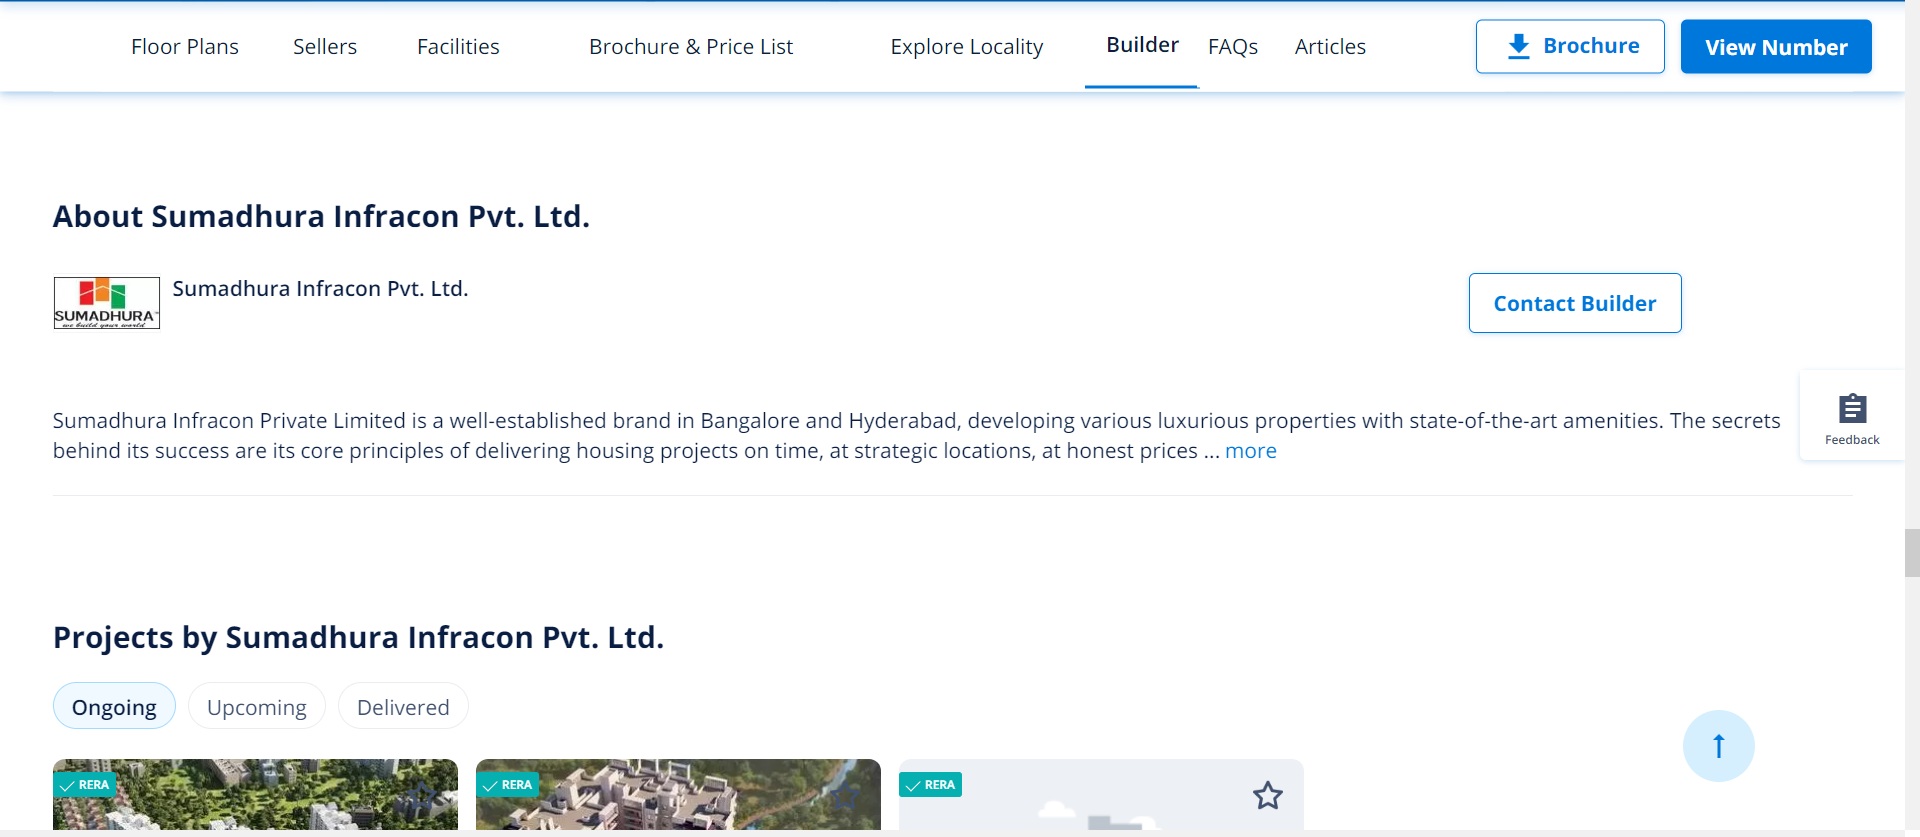 Floor Plans Sellers Facilities Brochure & Price List Explore Locality Builder FAQs Articles Brochure View Number
About Sumadhura Infracon Pvt. Ltd.
SUMADHURA
we build your world
Sumadhura Infracon Pvt. Ltd.
Contact Builder
Sumadhura Infracon Private Limited is a well-established brand in Bangalore and Hyderabad, developing various luxurious properties with state-of-the-art amenities. The secrets
behind its success are its core principles of delivering housing projects on time, at strategic locations, at honest prices ... more
Feedback
Projects by Sumadhura Infracon Pvt. Ltd.
Ongoing Upcoming Delivered
RERA RERA RERA